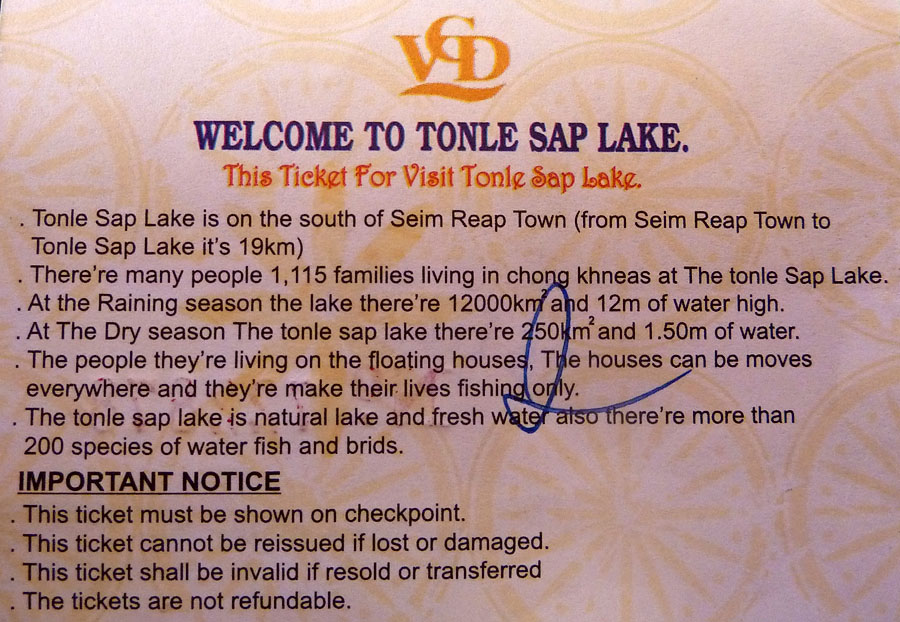 VCD
WELCOME TO TONLE SAP LAKE.
This Ticket For Visit Tonle Sap Lake.
. Tonle Sap Lake is on the south of Seim Reap Town (from Seim Reap Town to
Tonle Sap Lake it's 19km)
. There're many people 1,115 families living in chong khneas at The tonle Sap Lake.
. At the Raining season the lake there're 12000km² and 12m of water high.
. At The Dry season The tonle sap lake there're 250km² and 1.50m of water.
. The people they're living on the floating houses, The houses can be moves
everywhere and they're make their lives fishing only.
. The tonle sap lake is natural lake and fresh water also there're more than
200 species of water fish and brids.
IMPORTANT NOTICE
. This ticket must be shown on checkpoint.
. This ticket cannot be reissued if lost or damaged.
. This ticket shall be invalid if resold or transferred
. The tickets are not refundable.